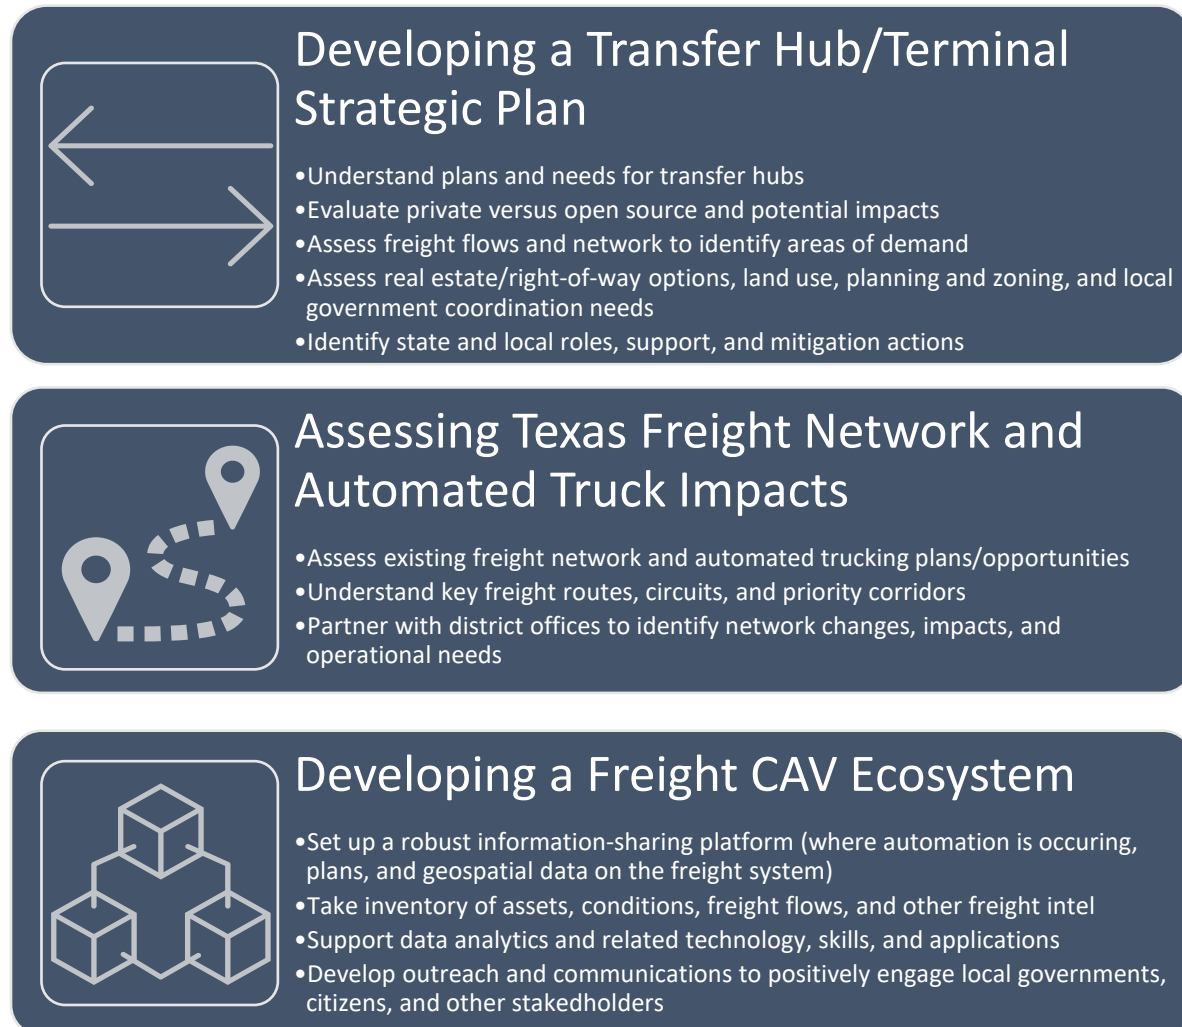 Developing a Transfer Hub/Terminal
Strategic Plan
•Understand plans and needs for transfer hubs
•Evaluate private versus open source and potential impacts
•Assess freight flows and network to identify areas of demand
•Assess real estate/right-of-way options, land use, planning and zoning, and local
government coordination needs
•Identify state and local roles, support, and mitigation actions
Assessing Texas Freight Network and
Automated Truck Impacts
•Assess existing freight network and automated trucking plans/opportunities
•Understand key freight routes, circuits, and priority corridors
•Partner with district offices to identify network changes, impacts, and
operational needs
Developing a Freight CAV Ecosystem
•Set up a robust information-sharing platform (where automation is occuring,
plans, and geospatial data on the freight system)
•Take inventory of assets, conditions, freight flows, and other freight intel
•Support data analytics and related technology, skills, and applications
•Develop outreach and communications to positively engage local governments,
citizens, and other stakedholders